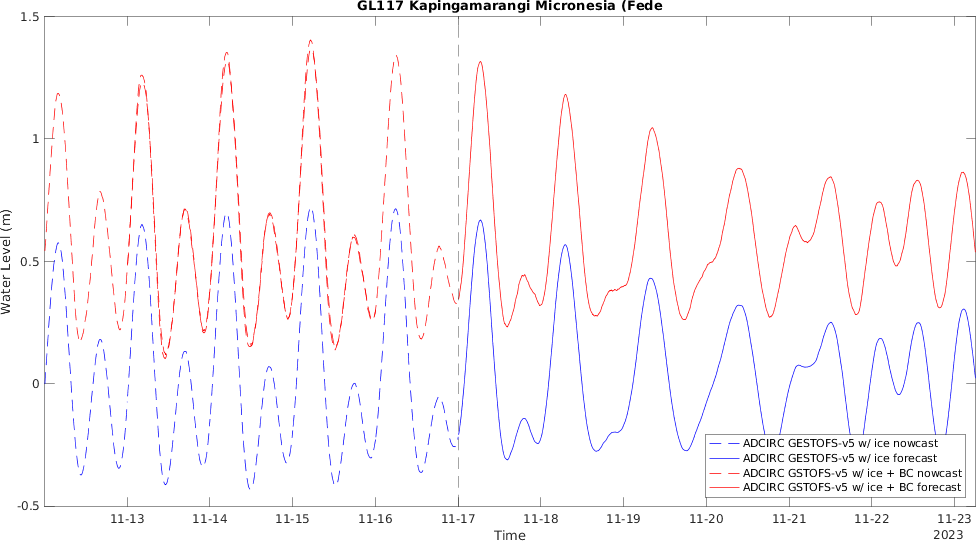 GL117 Kapingamarangi Micronesia (Fede
Water Level (m)
1.5
1
0.5
0
-0.5
ADCIRC GESTOFS-v5 w/ ice nowcast
ADCIRC GESTOFS-v5 w/ ice forecast
ADCIRC GSTOFS-v5 w/ ice + BC nowcast
ADCIRC GSTOFS-v5 w/ ice + BC forecast
11-13 11-14 11-15 11-16 11-17 11-18 11-19 11-20 11-21 11-22 11-23
Time
2023